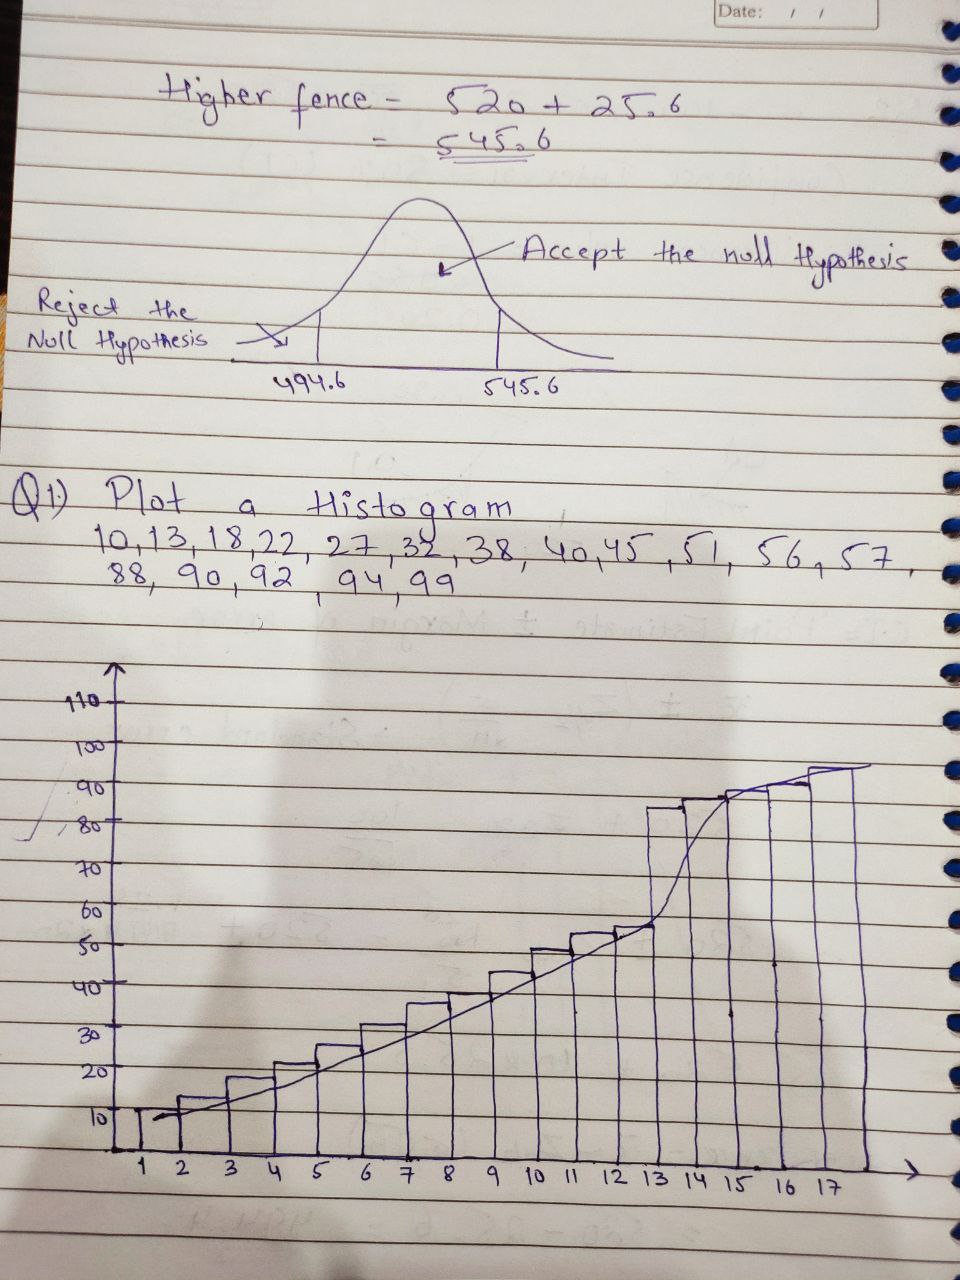 Date: / /
Higher fence = 520 + 25.6
= 545.6
Accept the null Hypothesis
Reject the
Null Hypothesis
494.6 545.6
Q1.) Plot a Histogram
10, 13, 18, 22, 27, 32, 38, 40, 45, 51, 56, 57,
88, 90, 92, 94, 99
110
100
90
80
70
60
50
40
30
20
10
1 2 3 4 5 6 7 8 9 10 11 12 13 14 15 16 17